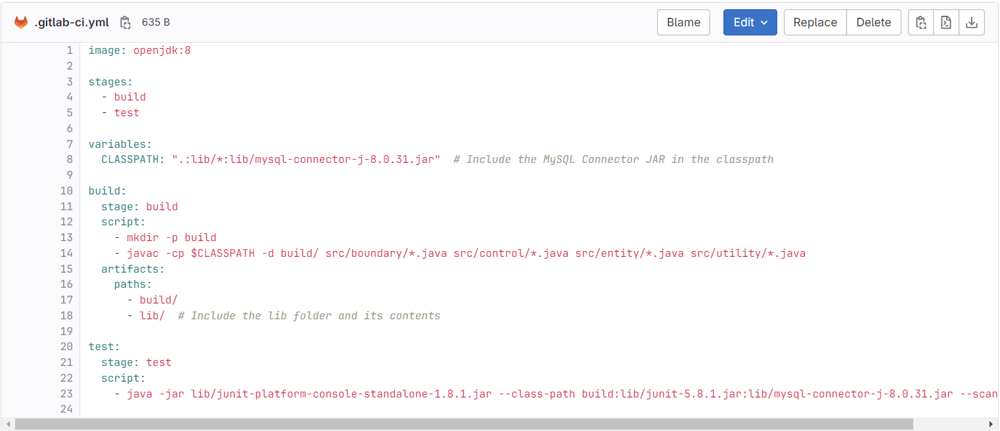 .gitlab-ci.yml 635 B Blame Edit Replace Delete
1 image: openjdk:8
2
3 stages:
4   - build
5   - test
6
7 variables:
8   CLASSPATH: ".:lib/*:lib/mysql-connector-j-8.0.31.jar"  # Include the MySQL Connector JAR in the classpath
9
10 build:
11   stage: build
12   script:
13     - mkdir -p build
14     - javac -cp $CLASSPATH -d build/ src/boundary/*.java src/control/*.java src/entity/*.java src/utility/*.java
15   artifacts:
16     paths:
17       - build/
18       - lib/  # Include the lib folder and its contents
19
20 test:
21   stage: test
22   script:
23     - java -jar lib/junit-platform-console-standalone-1.8.1.jar --class-path build:lib/junit-5.8.1.jar:lib/mysql-connector-j-8.0.31.jar --scan
24